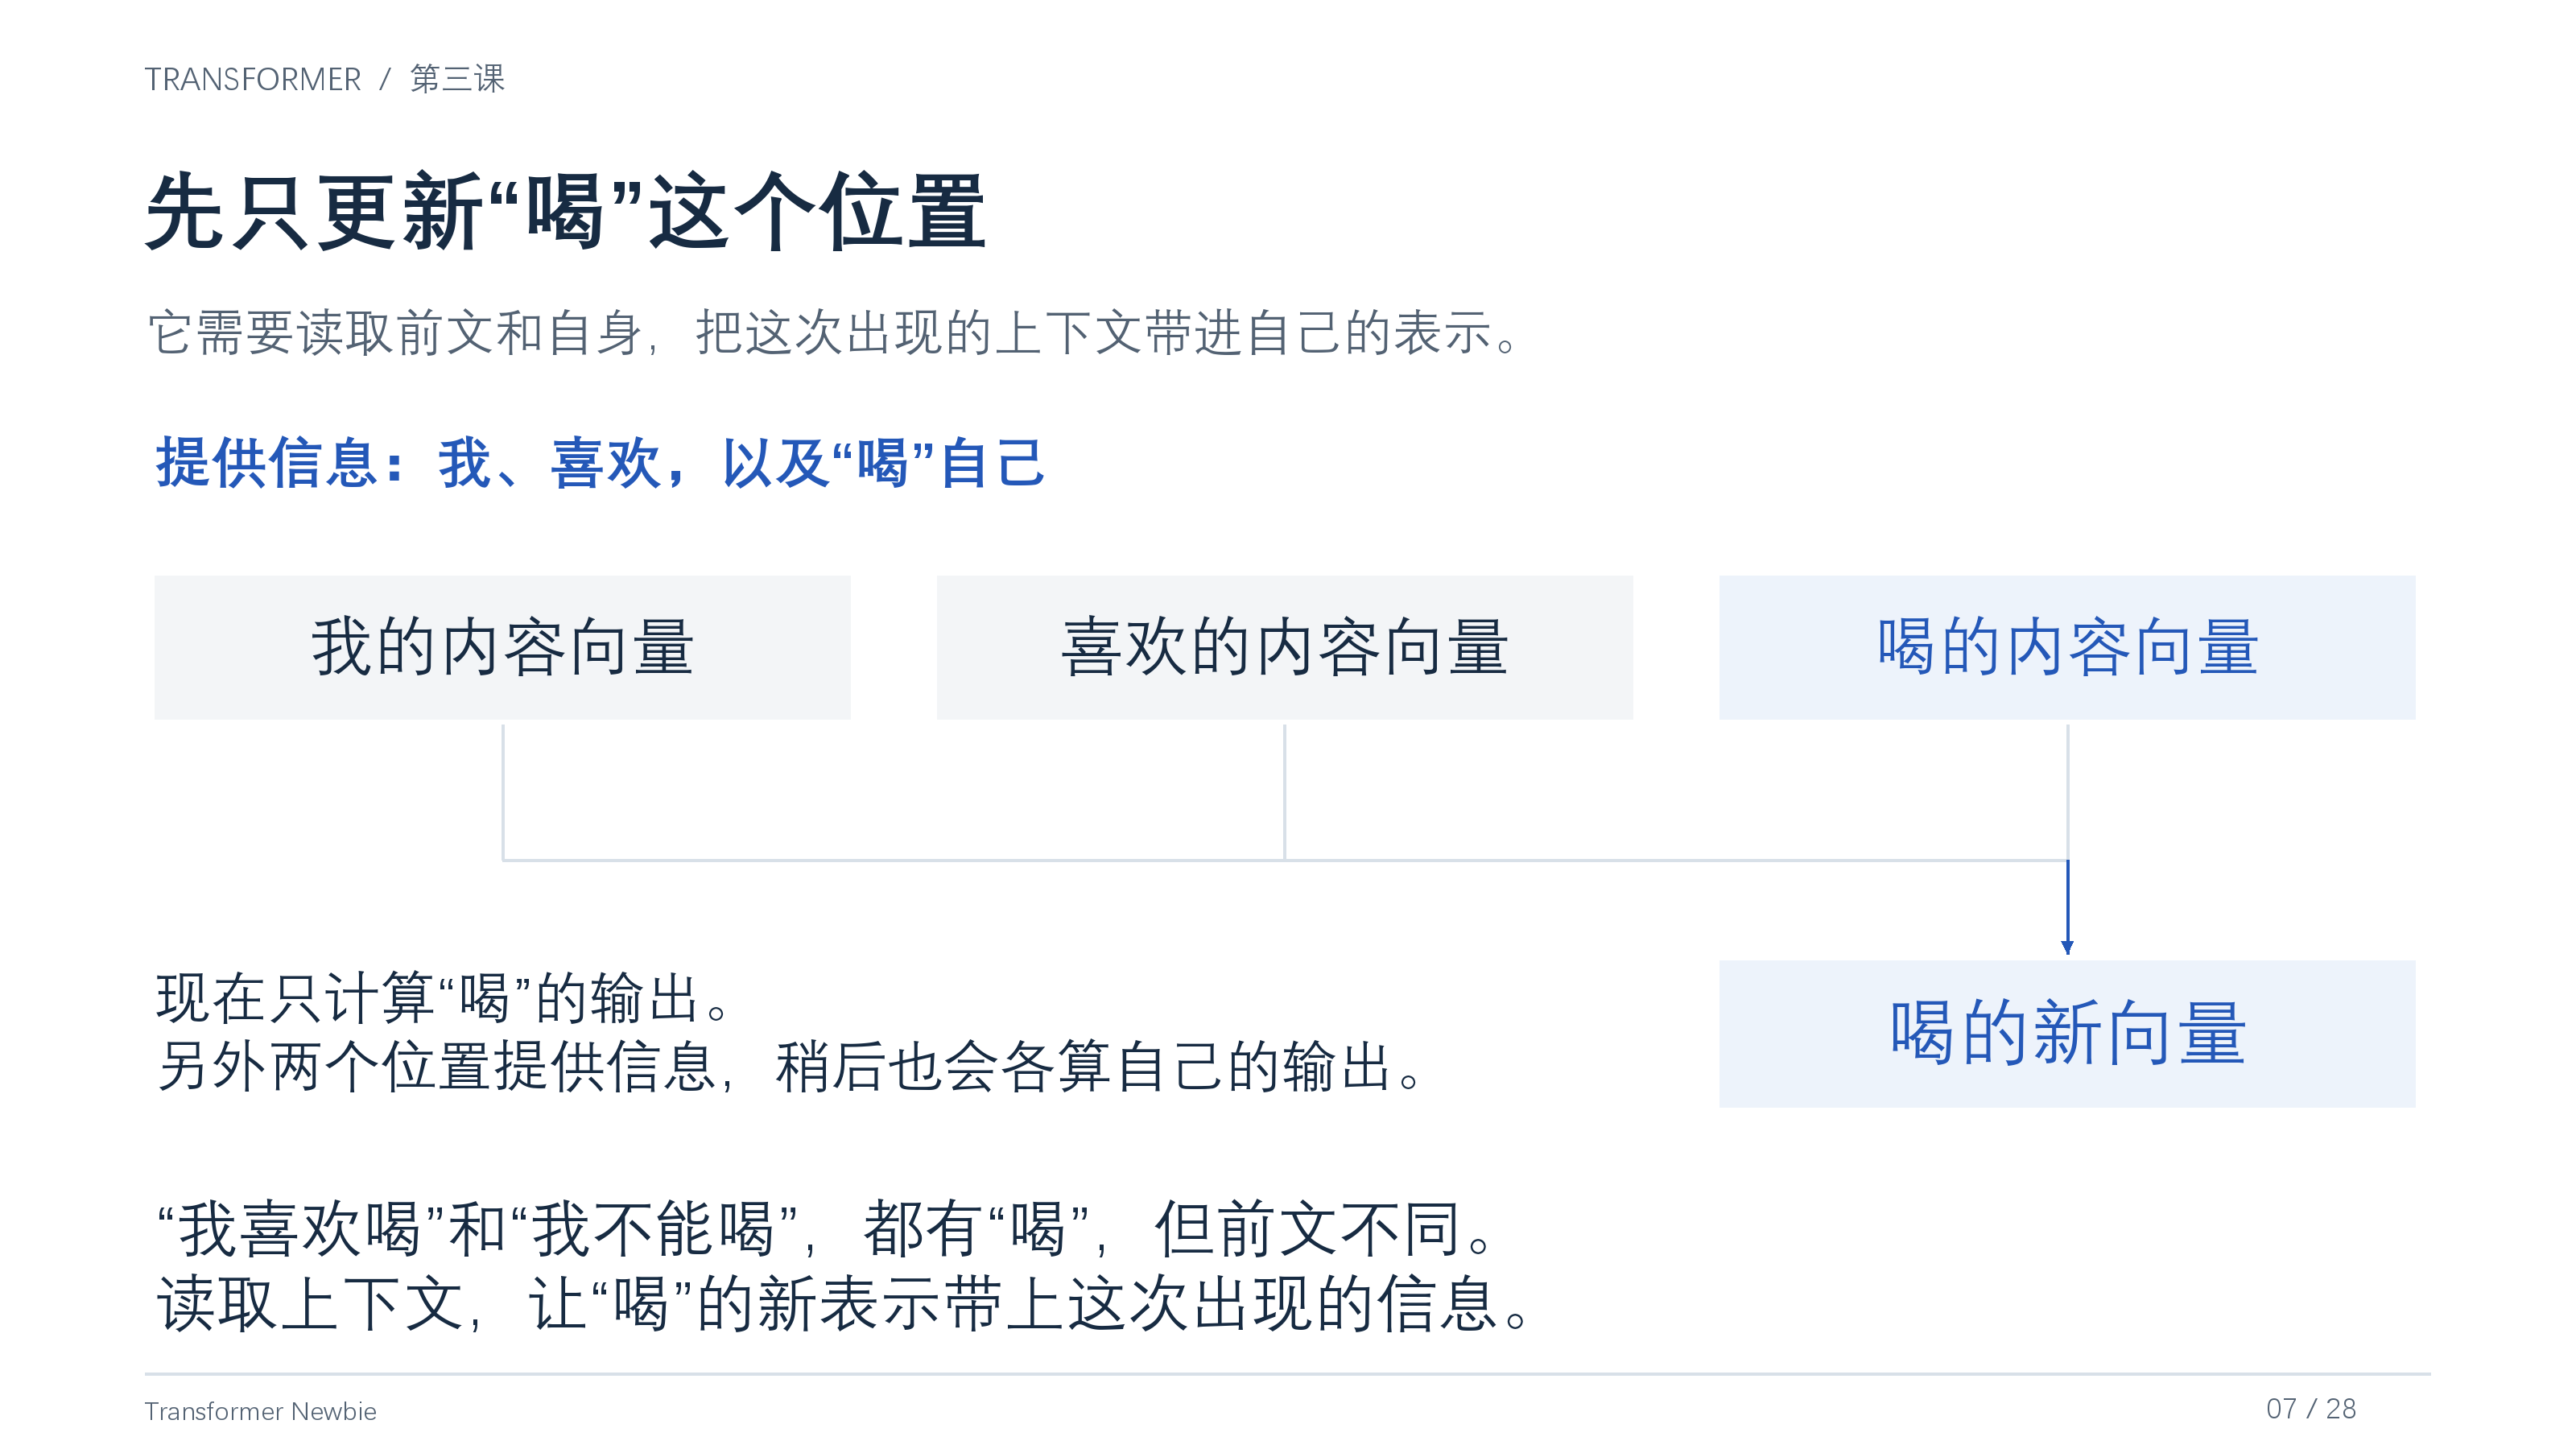 TRANSFORMER / 第三课
先只更新“喝”这个位置
它需要读取前文和自身，把这次出现的上下文带进自己的表示。
提供信息：我、喜欢，以及“喝”自己
我的内容向量
喜欢的内容向量
喝的内容向量
现在只计算“喝”的输出。
另外两个位置提供信息，稍后也会各算自己的输出。
喝的新向量
“我喜欢喝”和“我不能喝”，都有“喝”，但前文不同。
读取上下文，让“喝”的新表示带上这次出现的信息。
Transformer Newbie
07 / 28